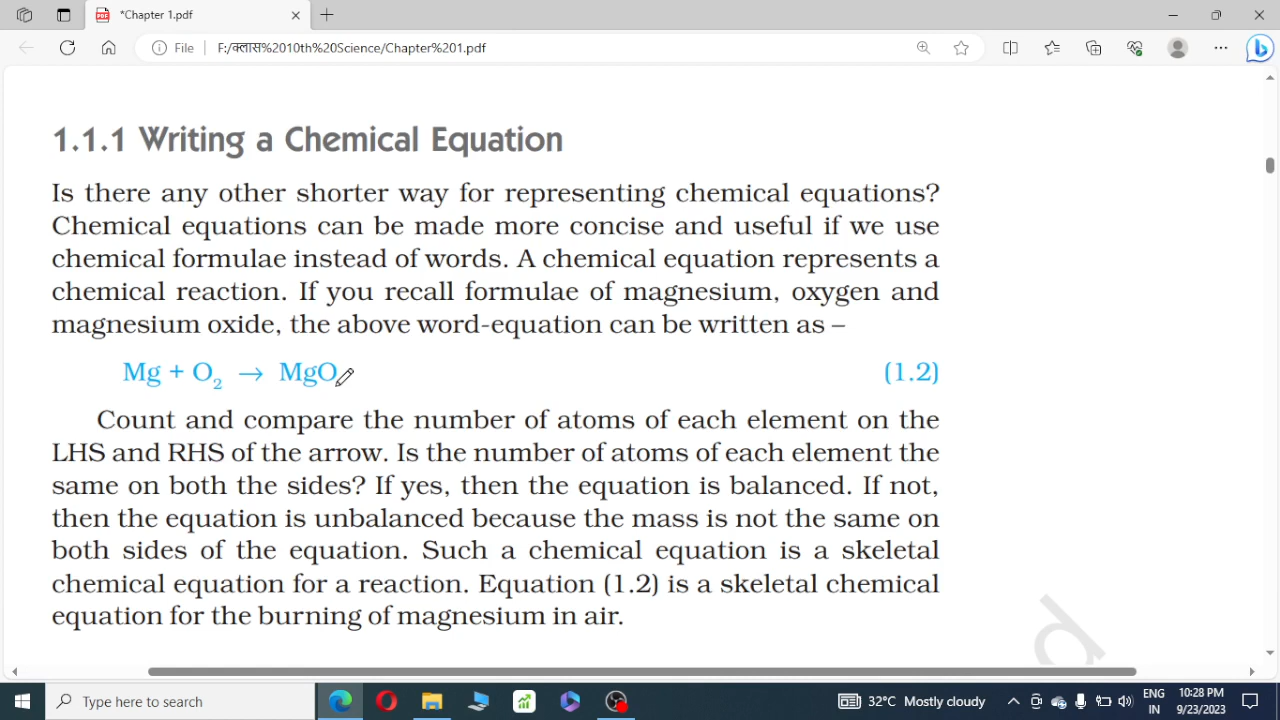 *Chapter 1.pdf
File
F:/क्लास%2010th%20Science/Chapter%201.pdf
1.1.1 Writing a Chemical Equation
Is there any other shorter way for representing chemical equations?
Chemical equations can be made more concise and useful if we use
chemical formulae instead of words. A chemical equation represents a
chemical reaction. If you recall formulae of magnesium, oxygen and
magnesium oxide, the above word-equation can be written as –
Mg + O₂ → MgO (1.2)
Count and compare the number of atoms of each element on the
LHS and RHS of the arrow. Is the number of atoms of each element the
same on both the sides? If yes, then the equation is balanced. If not,
then the equation is unbalanced because the mass is not the same on
both sides of the equation. Such a chemical equation is a skeletal
chemical equation for a reaction. Equation (1.2) is a skeletal chemical
equation for the burning of magnesium in air.
d
Type here to search
32°C Mostly cloudy
ENG
IN
10:28 PM
9/23/2023